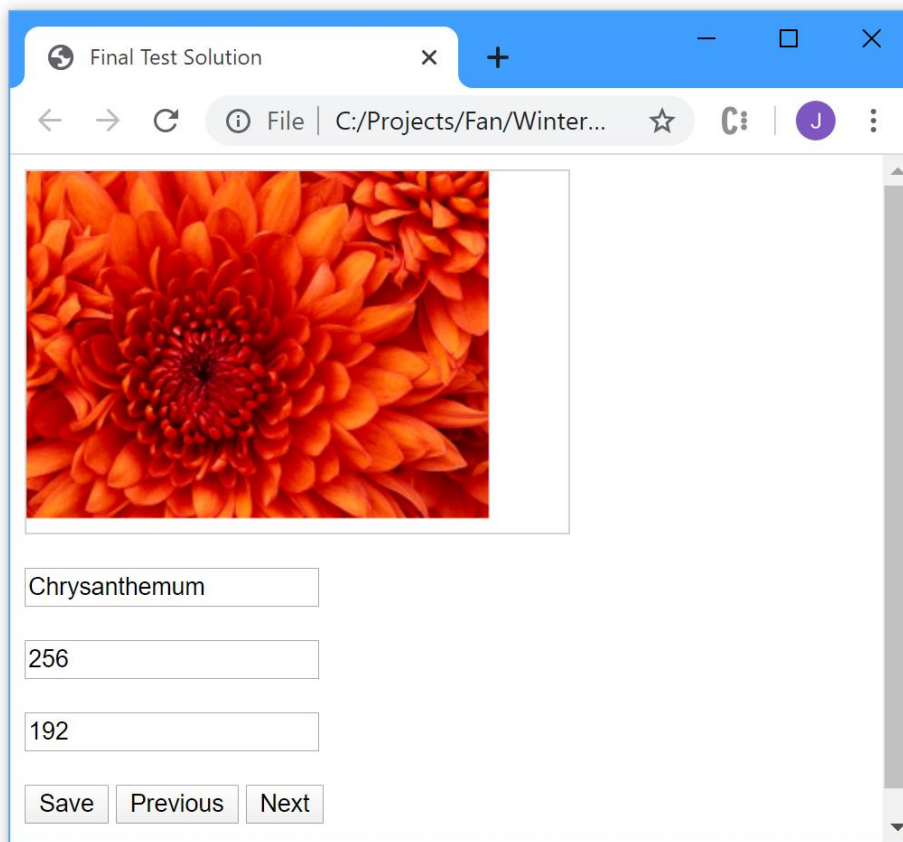 Final Test Solution
File | C:/Projects/Fan/Winter...
J
Chrysanthemum
256
192
Save Previous Next